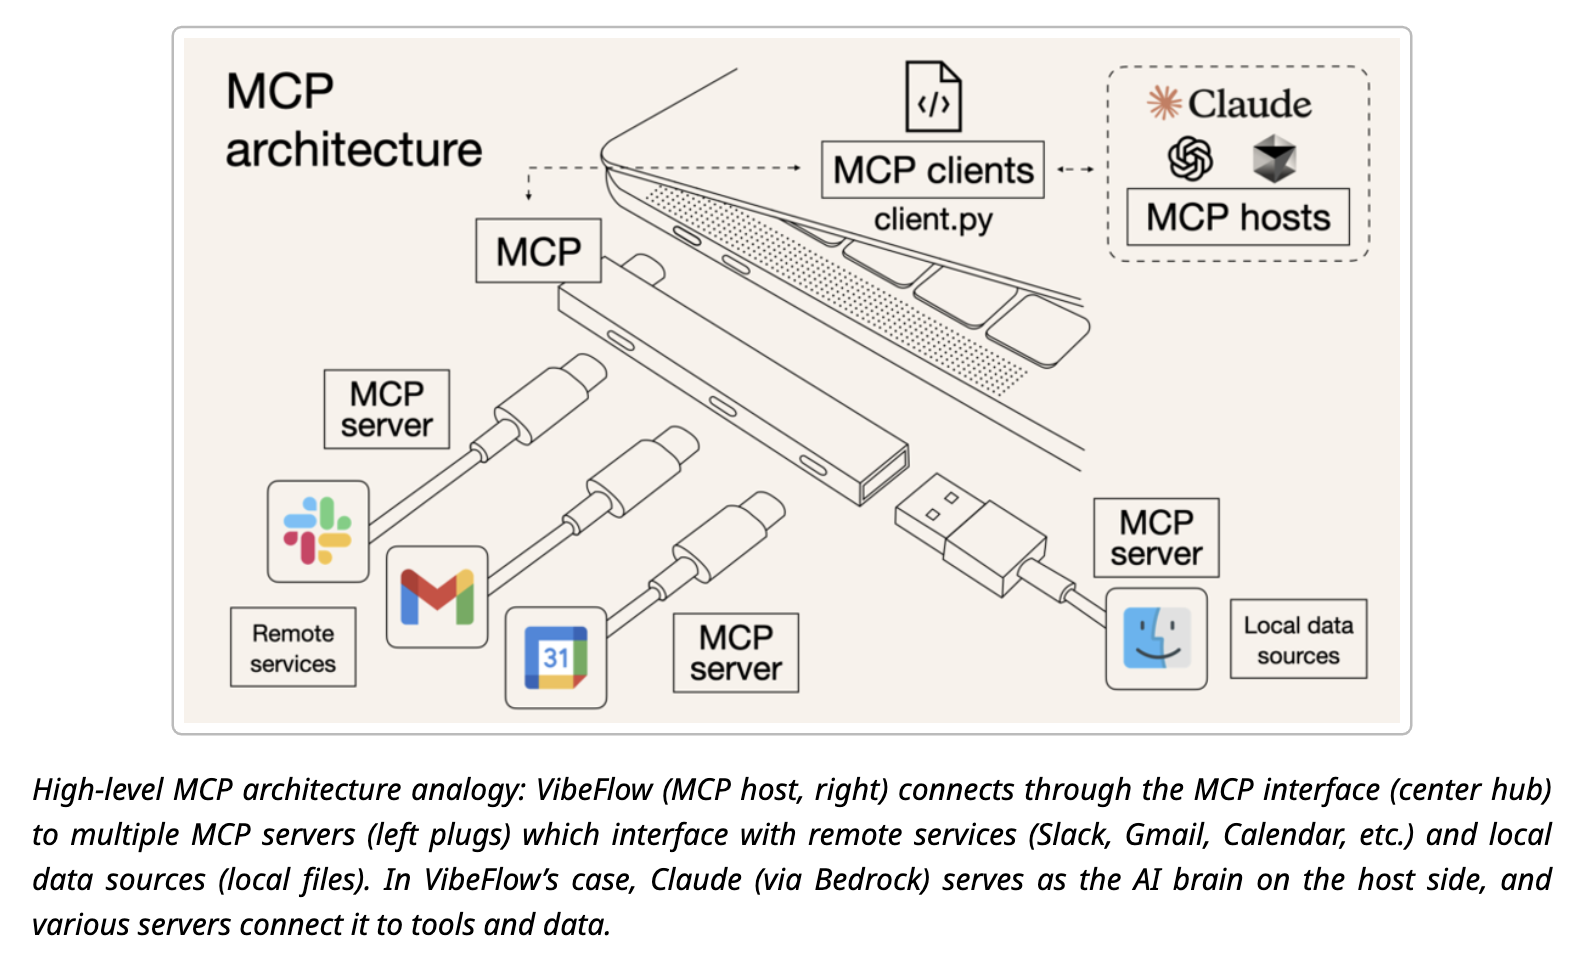 MCP
architecture
</>
MCP clients
client.py
Claude
MCP hosts
MCP
MCP
server
Remote
services
31
MCP
server
MCP
server
Local data
sources
High-level MCP architecture analogy: VibeFlow (MCP host, right) connects through the MCP interface (center hub)
to multiple MCP servers (left plugs) which interface with remote services (Slack, Gmail, Calendar, etc.) and local
data sources (local files). In VibeFlow’s case, Claude (via Bedrock) serves as the AI brain on the host side, and
various servers connect it to tools and data.